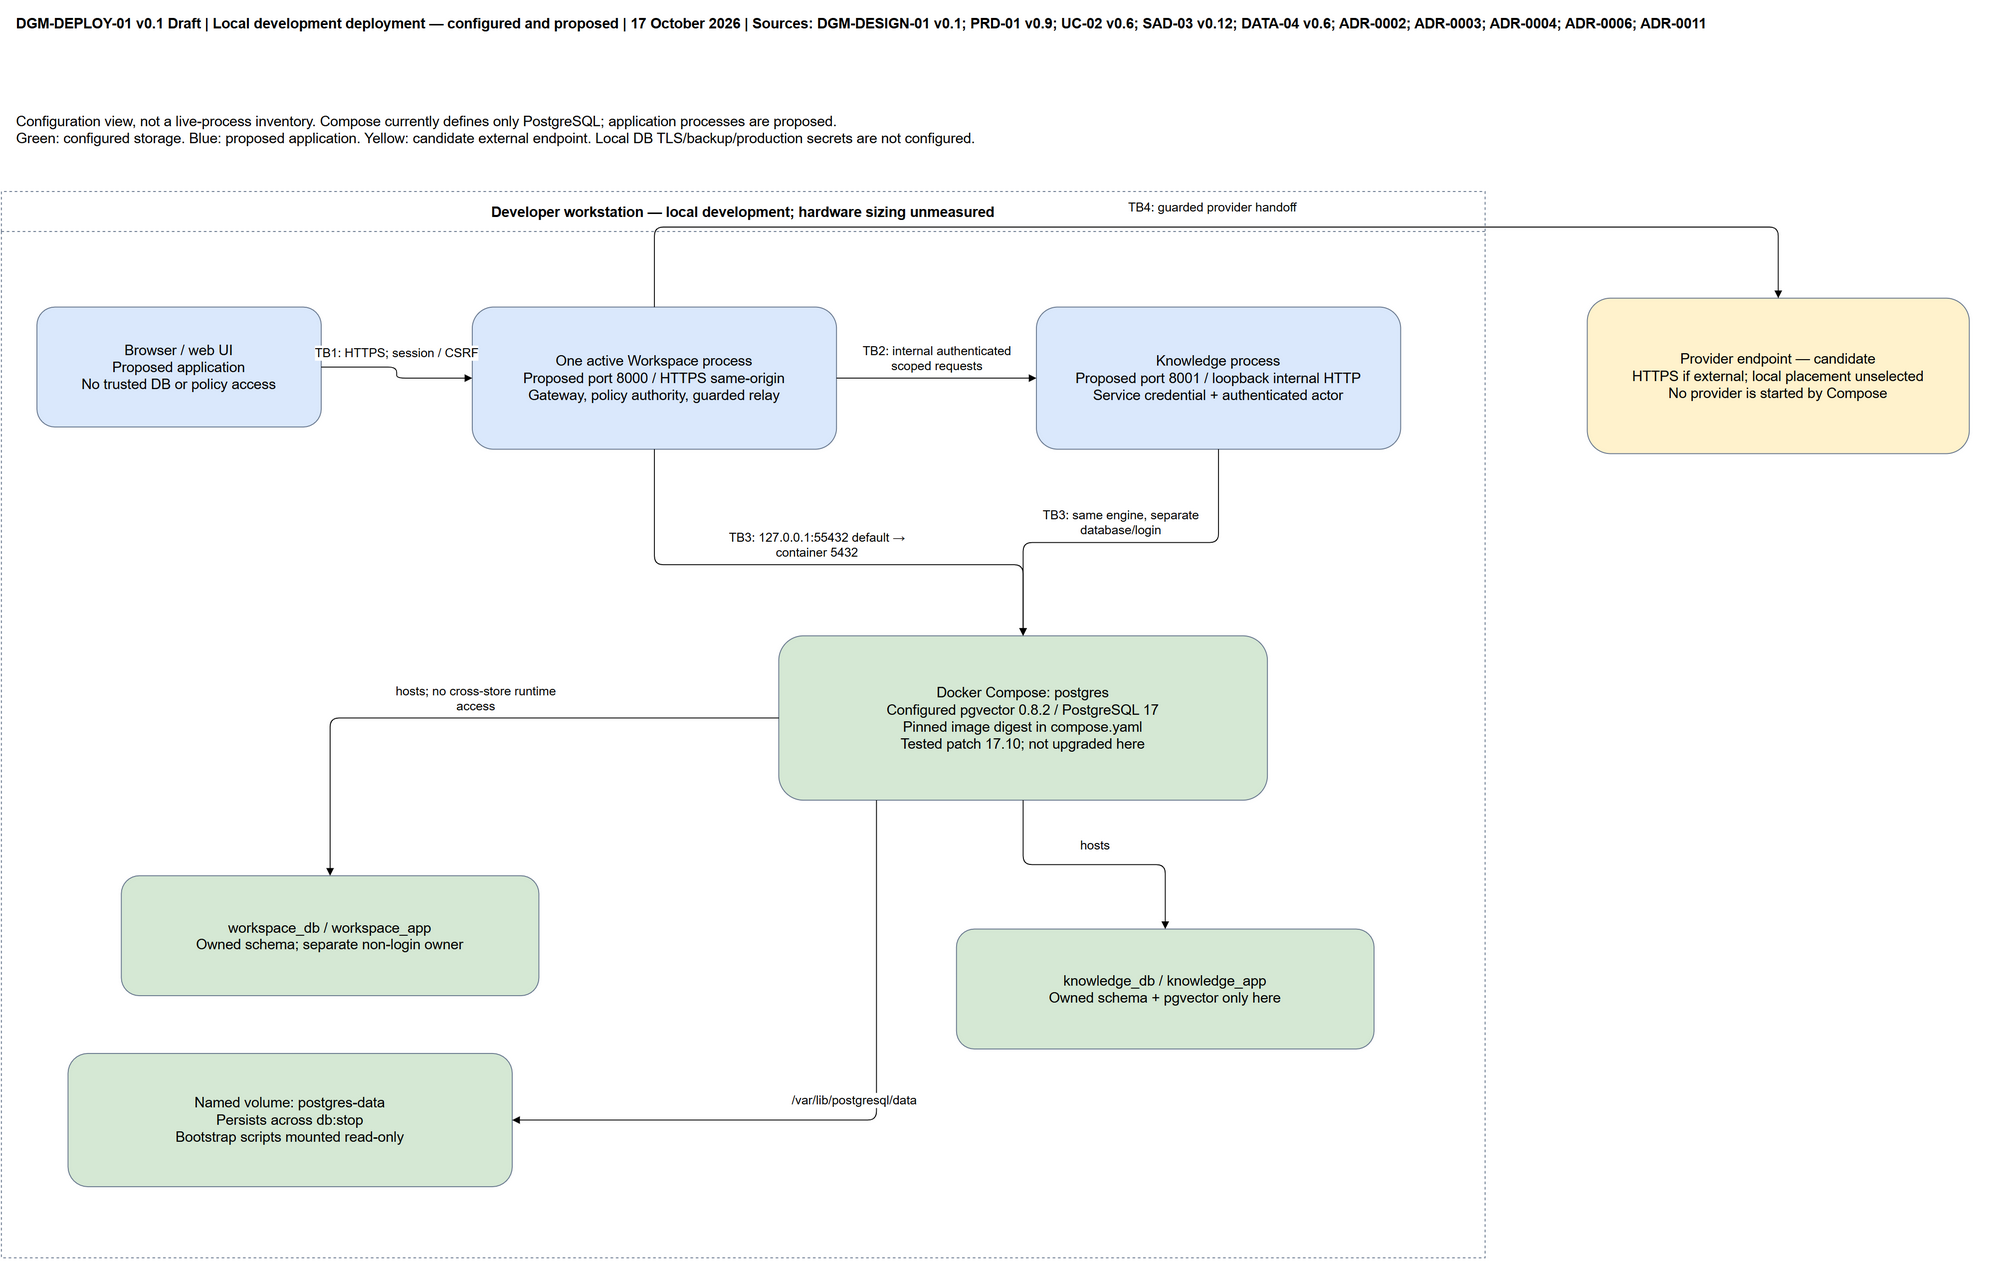 DGM-DEPLOY-01 v0.1 Draft | Local development deployment — configured and proposed | 17 October 2026 | Sources: DGM-DESIGN-01 v0.1; PRD-01 v0.9; UC-02 v0.6; SAD-03 v0.12; DATA-04 v0.6; ADR-0002; ADR-0003; ADR-0004; ADR-0006; ADR-0011
Configuration view, not a live-process inventory. Compose currently defines only PostgreSQL; application processes are proposed.
Green: configured storage. Blue: proposed application. Yellow: candidate external endpoint. Local DB TLS/backup/production secrets are not configured.
Developer workstation — local development; hardware sizing unmeasured
TB4: guarded provider handoff
Browser / web UI
Proposed application
No trusted DB or policy access
TB1: HTTPS; session / CSRF
One active Workspace process
Proposed port 8000 / HTTPS same-origin
Gateway, policy authority, guarded relay
TB2: internal authenticated
scoped requests
Knowledge process
Proposed port 8001 / loopback internal HTTP
Service credential + authenticated actor
Provider endpoint — candidate
HTTPS if external; local placement unselected
No provider is started by Compose
TB3: 127.0.0.1:55432 default →
container 5432
TB3: same engine, separate
database/login
Docker Compose: postgres
Configured pgvector 0.8.2 / PostgreSQL 17
Pinned image digest in compose.yaml
Tested patch 17.10; not upgraded here
hosts; no cross-store runtime
access
hosts
workspace_db / workspace_app
Owned schema; separate non-login owner
knowledge_db / knowledge_app
Owned schema + pgvector only here
Named volume: postgres-data
Persists across db:stop
Bootstrap scripts mounted read-only
/var/lib/postgresql/data